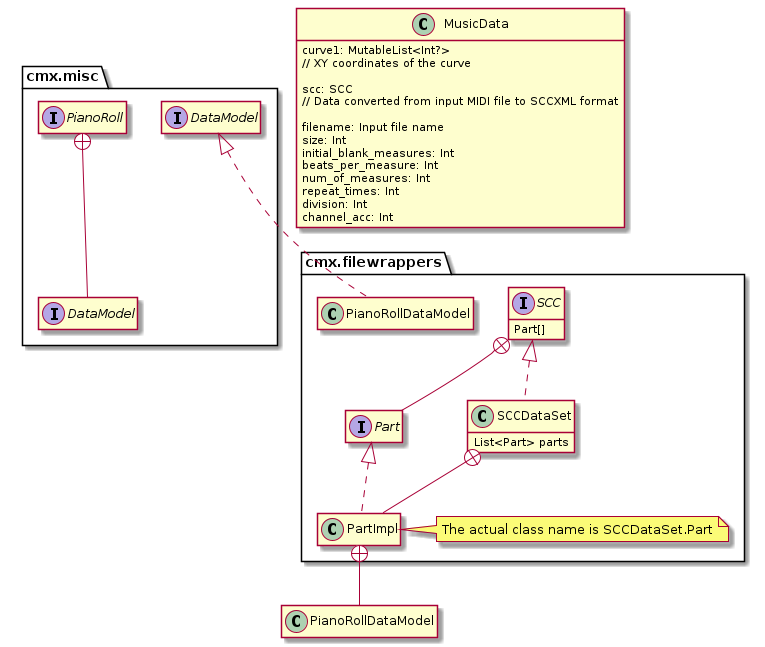 C MusicData
curve1: MutableList<Int?>
// XY coordinates of the curve
scc: SCC
// Data converted from input MIDI file to SCCXML format
filename: Input file name
size: Int
initial_blank_measures: Int
beats_per_measure: Int
num_of_measures: Int
repeat_times: Int
division: Int
channel_acc: Int
cmx.misc
I PianoRoll
I DataModel
I DataModel
cmx.filewrappers
C PianoRollDataModel
I SCC
Part[]
I Part
C SCCDataSet
List<Part> parts
C PartImpl
The actual class name is SCCDataSet.Part
C PianoRollDataModel